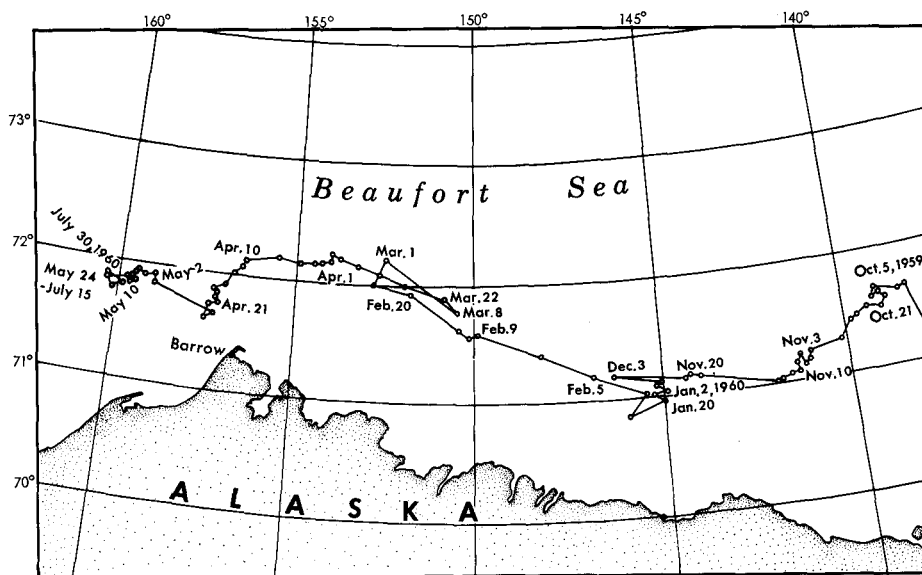 160° 155° 150° 145° 140°
73°
Beaufort Sea
72°
July 30,1960
Apr.10
Mar. 1
Oct. 5, 1959
May 24
-July 15
May 2
Apr. 1
May 10
Apr. 21
Feb. 20
Mar. 22
Mar. 8
Oct. 21
Feb. 9
Nov. 3
Barrow
71°
Dec. 3
Nov. 20
Feb. 5
Jan. 2, 1960
Nov. 10
Jan. 20
70°
ALASKA